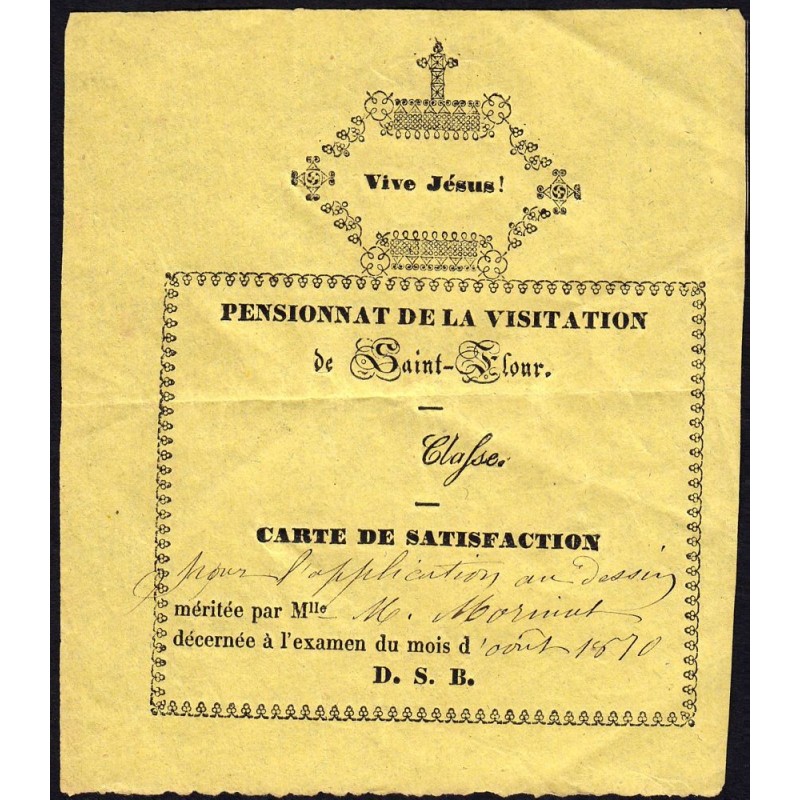 Vive Jésus!
PENSIONNAT DE LA VISITATION
de Saint-Flour.
Classe.
CARTE DE SATISFACTION
pour l'application au dessin
méritée par Mlle M.
décernée à l'examen du mois d'août 1870
D. S. B.